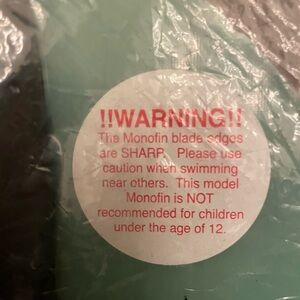 !!WARNING!!
The Monofin blade edges
are SHARP. Please use
caution when swimming
near others. This model
Monofin is NOT
recommended for children
under the age of 12.